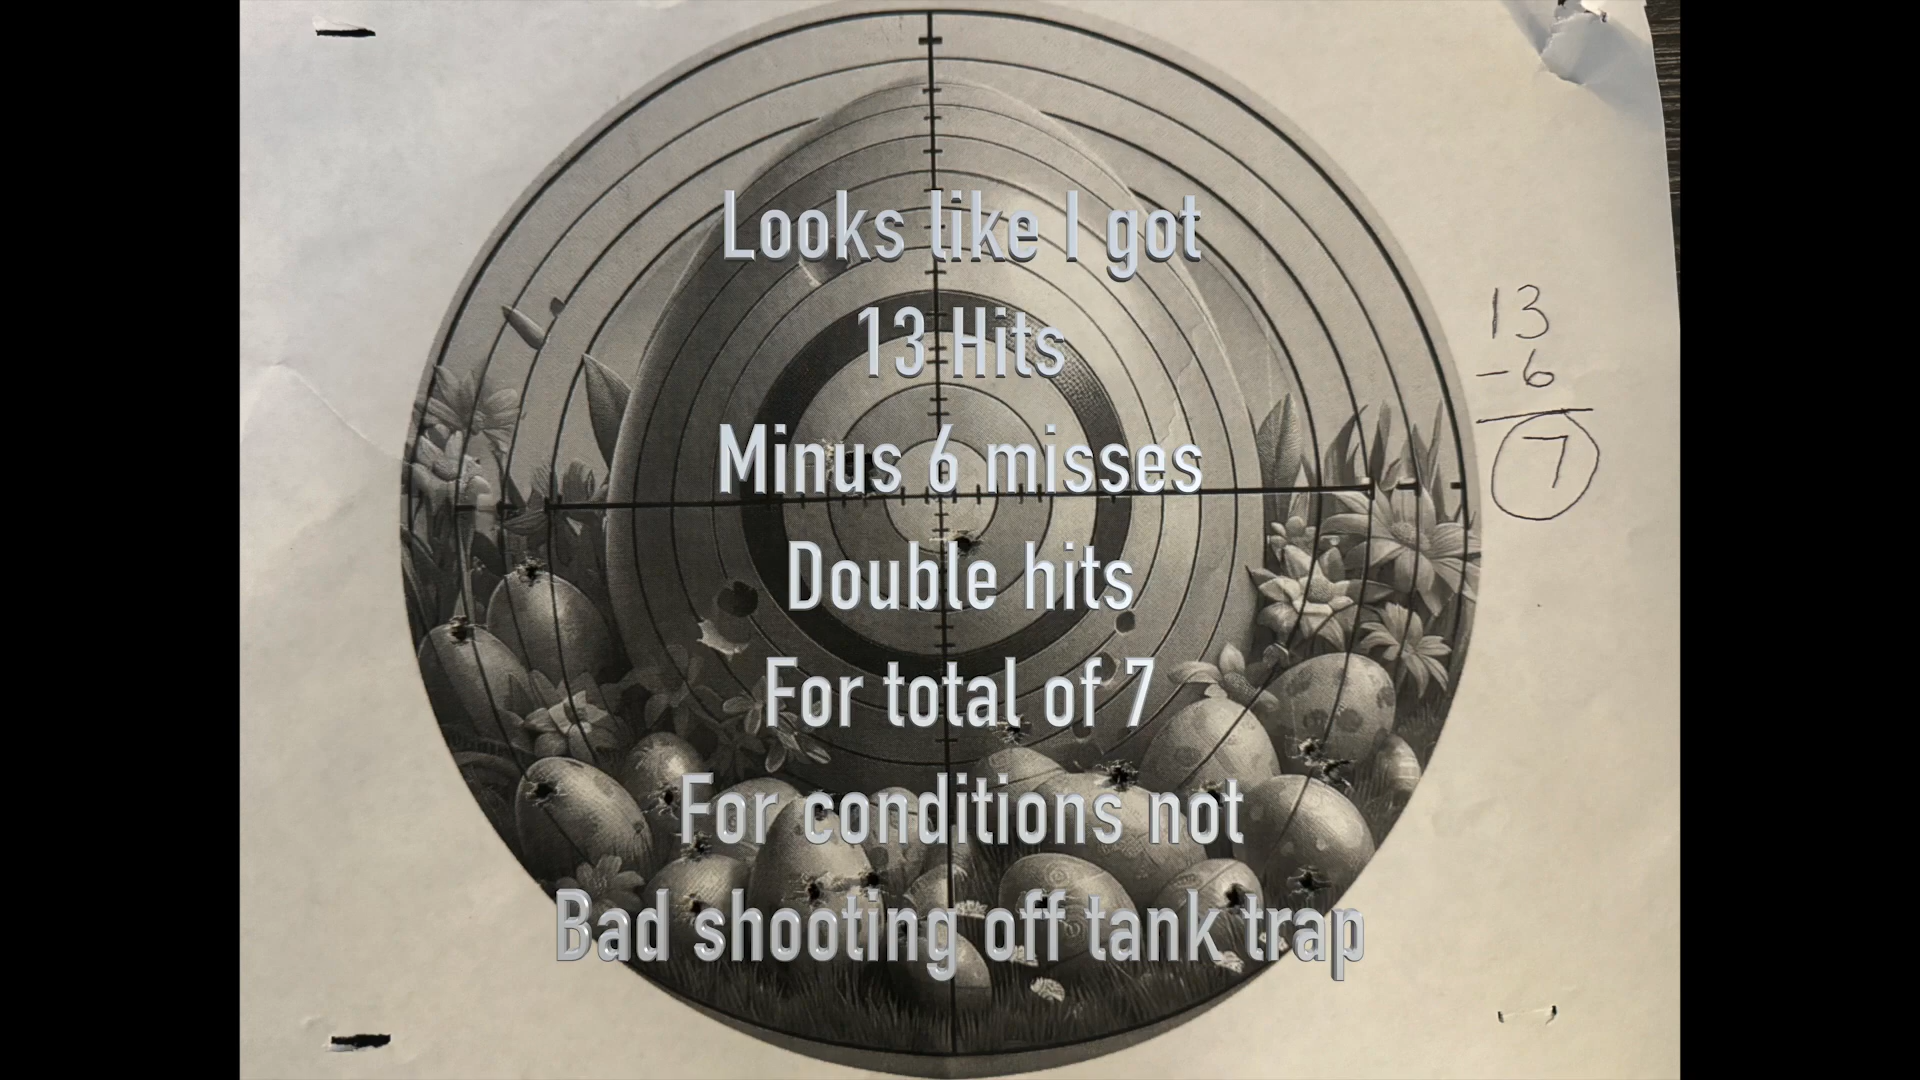 Looks like I got
13 Hits
Minus 6 misses
Double hits
For total of 7
For conditions not
Bad shooting off tank trap
13
-6
7